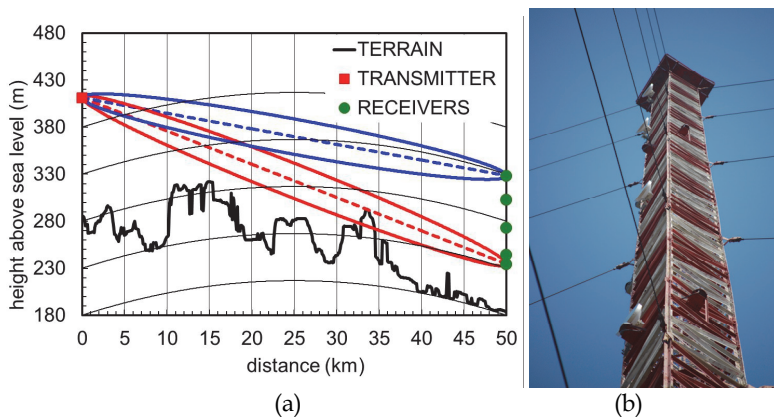 480
430
380
330
280
230
180
height above sea level (m)
TERRAIN
TRANSMITTER
RECEIVERS
0 5 10 15 20 25 30 35 40 45 50
distance (km)
(a)
(b)